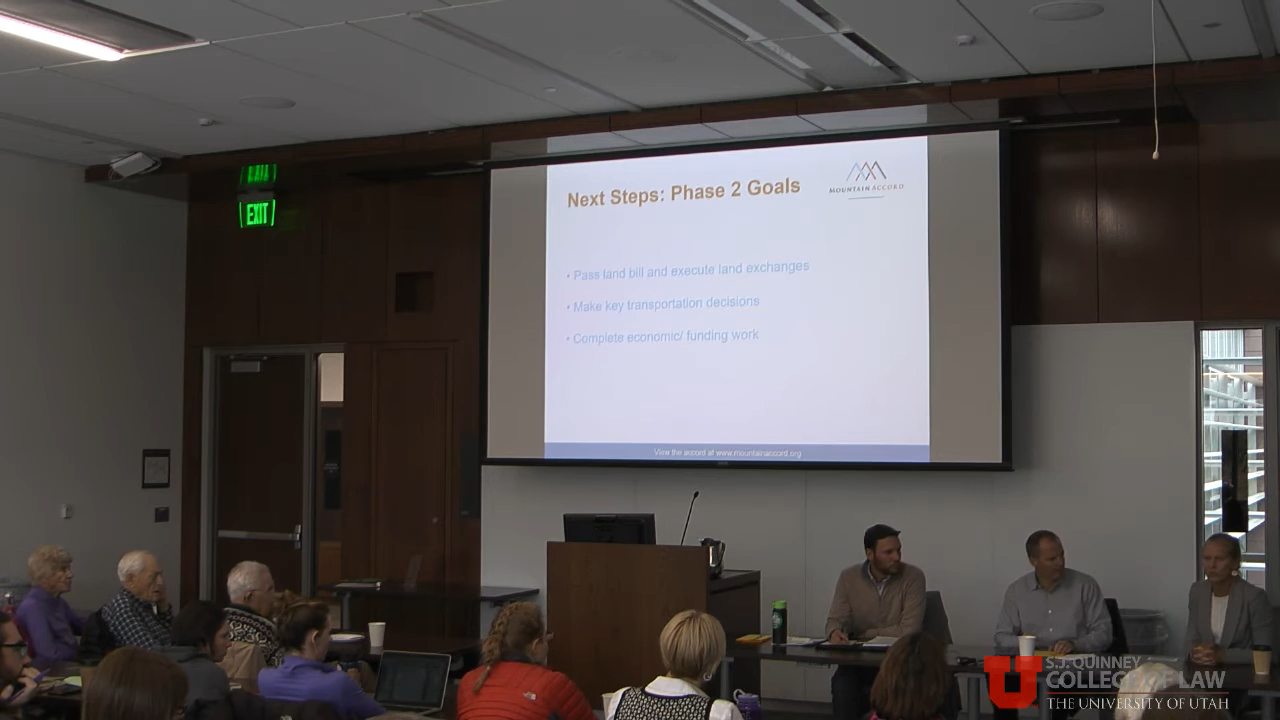 EXIT
Next Steps: Phase 2 Goals
MOUNTAIN ACCORD
• Pass land bill and execute land exchanges
• Make key transportation decisions
• Complete economic/ funding work
View the accord at www.mountainaccord.org
U
S.J. QUINNEY
COLLEGE OF LAW
THE UNIVERSITY OF UTAH